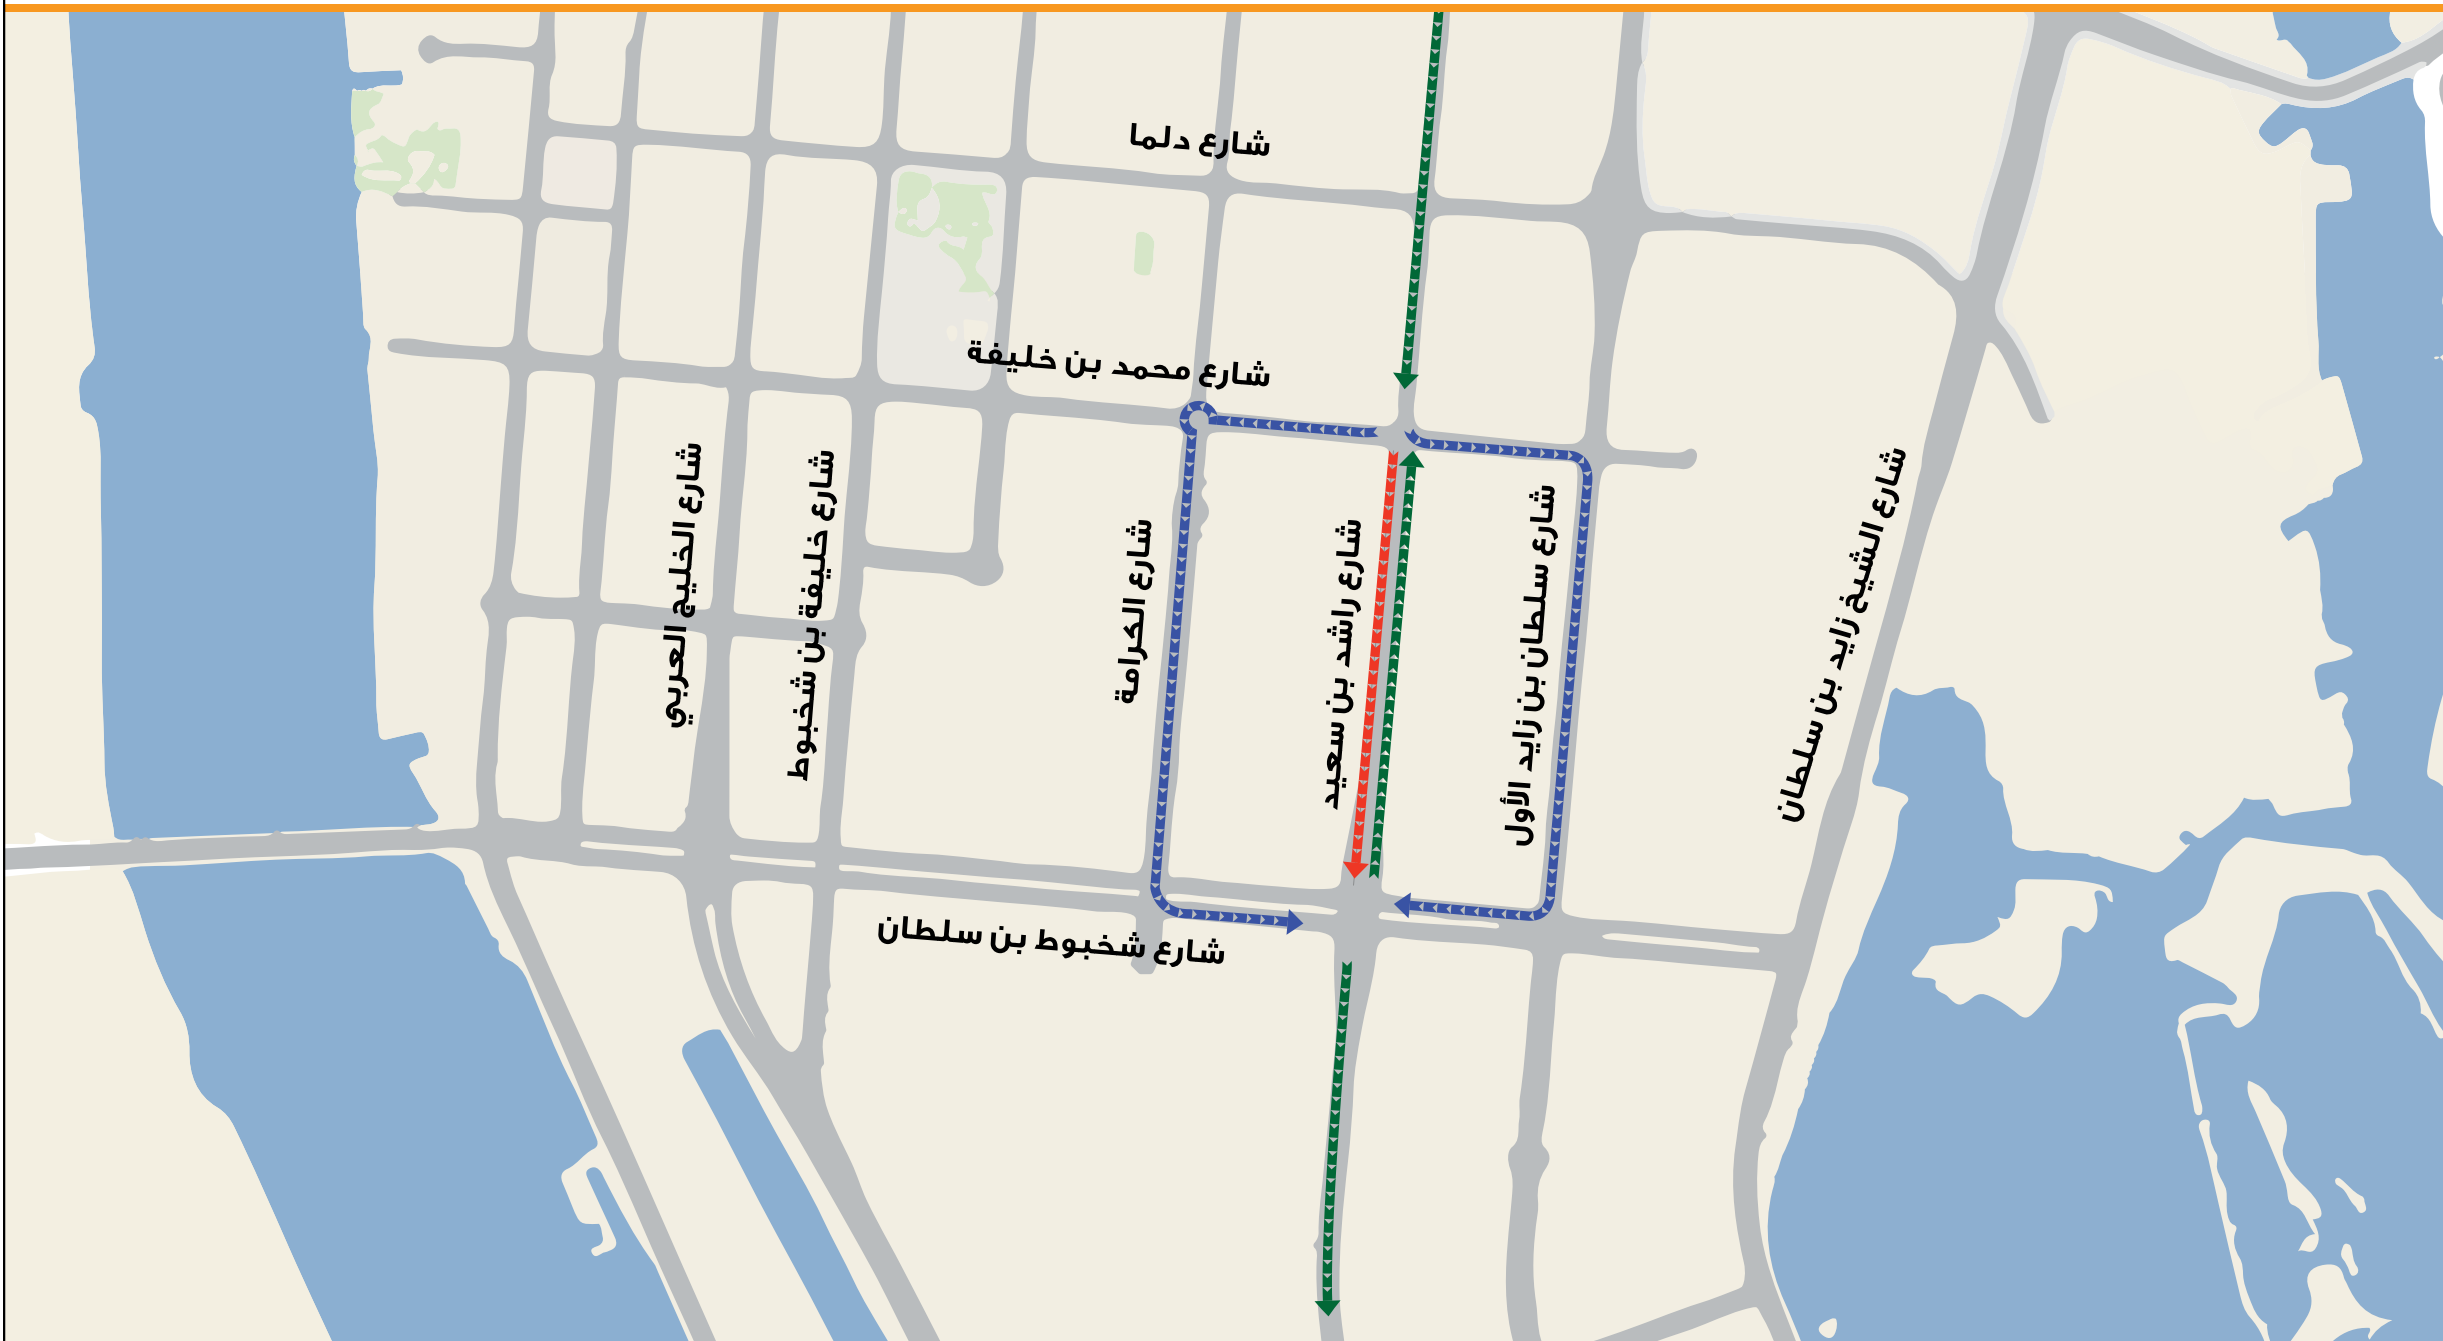 شارع دلما
شارع محمد بن خليفة
شارع الشيخ زايد بن سلطان
شارع سلطان بن زايد الأول
شارع راشد بن سعيد
شارع الكرامة
شارع خليفة بن شخبوط
شارع الخليج العربي
شارع شخبوط بن سلطان